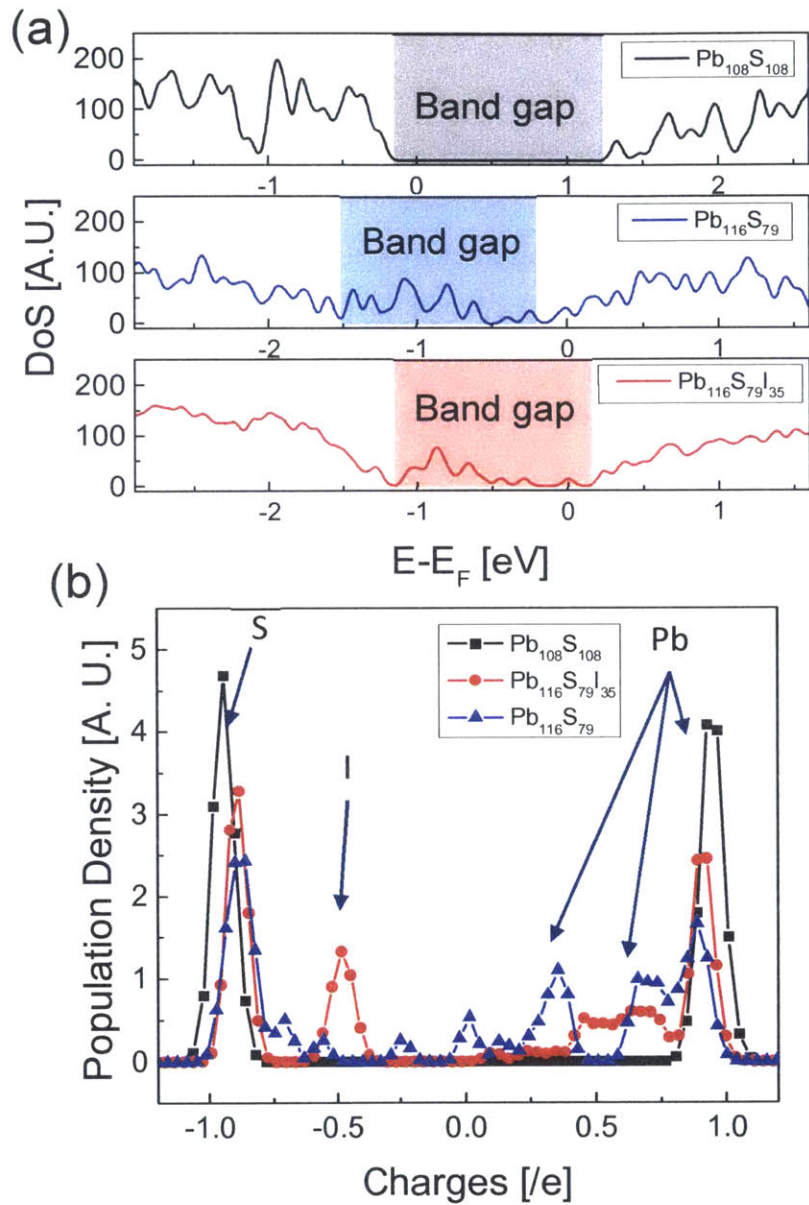 (a)
200
100
0
Band gap
Pb₁₀₈S₁₀₈
-1 0 1 2
DoS [A.U.]
200
100
0
Band gap
Pb₁₁₆S₇₉
-2 -1 0 1
200
100
0
Band gap
Pb₁₁₆S₇₉I₃₅
-2 -1 0 1
E-E_F [eV]
(b)
Population Density [A. U.]
5
4
3
2
1
0
S
I
Pb
Pb₁₀₈S₁₀₈
Pb₁₁₆S₇₉I₃₅
Pb₁₁₆S₇₉
-1.0 -0.5 0.0 0.5 1.0
Charges [/e]